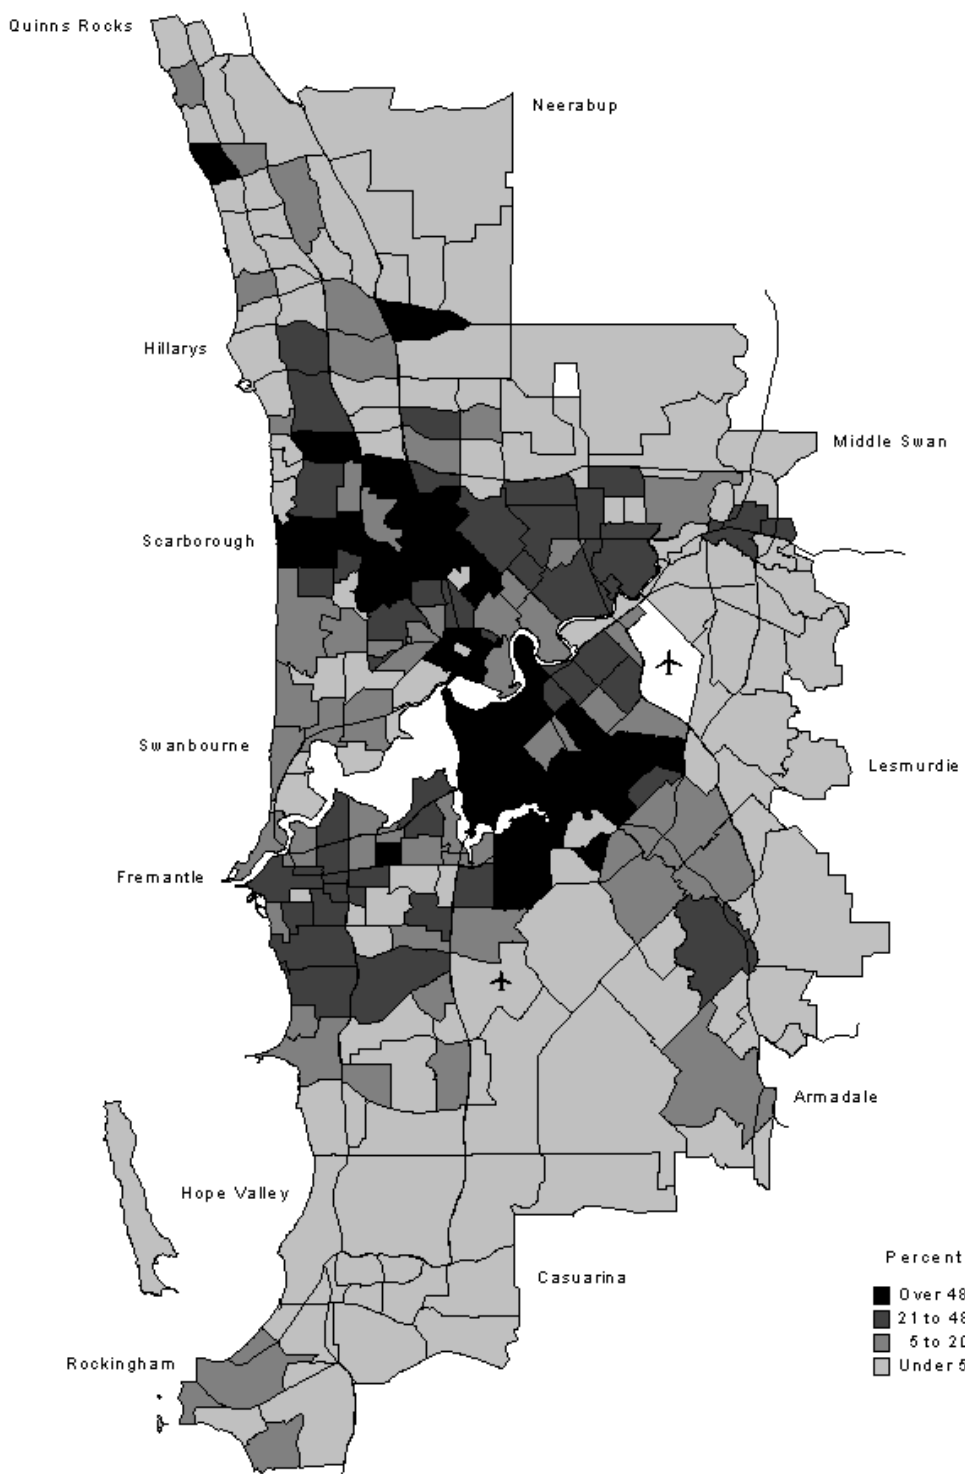 Quinns Rocks
Neerabup
Hillarys
Middle Swan
Scarborough
Swanbourne
Lesmurdie
Fremantle
Armadale
Hope Valley
Casuarina
Rockingham
Percent
Over 48
21 to 48
5 to 20
Under 5